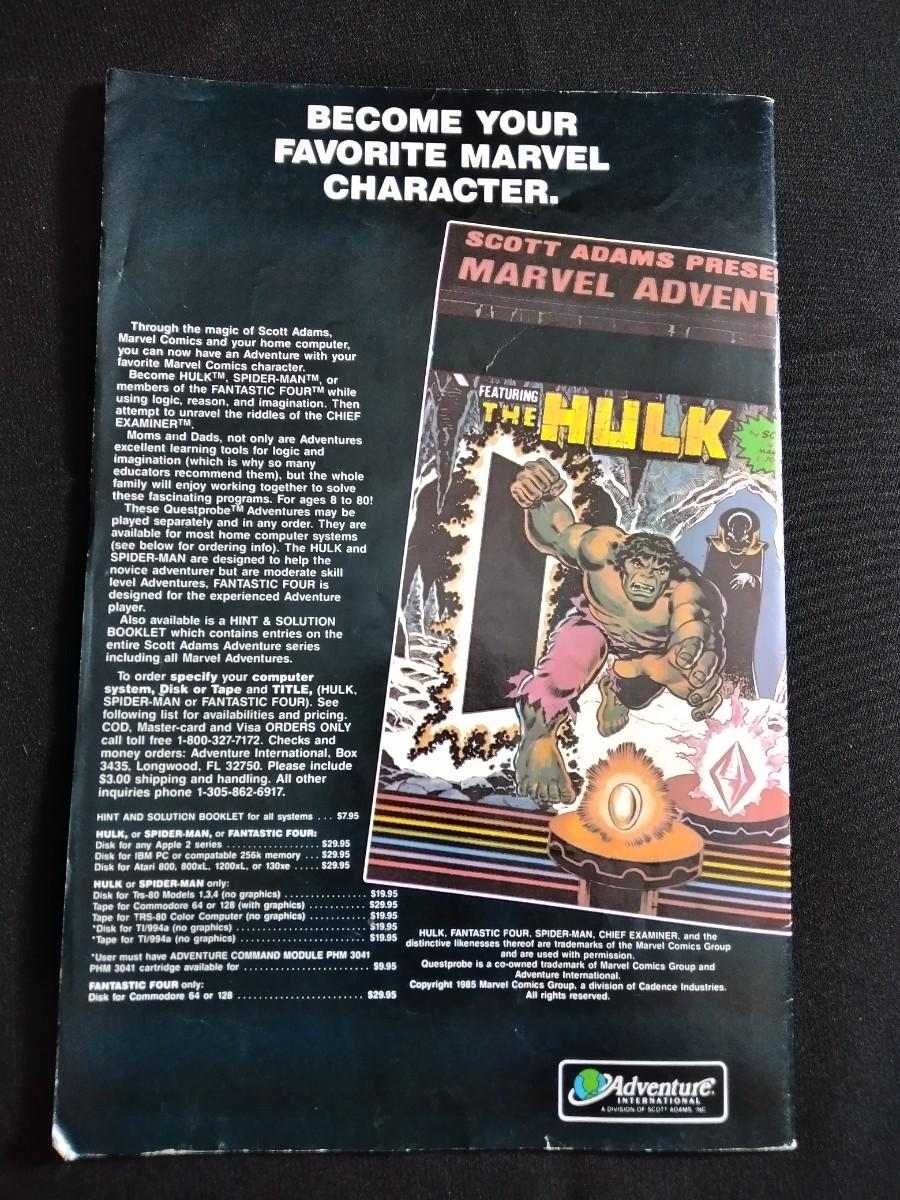 BECOME YOUR
FAVORITE MARVEL
CHARACTER.
Through the magic of Scott Adams,
Marvel Comics and your home computer,
you can now have an Adventure with your
favorite Marvel Comics character.
Become HULK™, SPIDER-MAN™, or
members of the FANTASTIC FOUR™ while
using logic, reason, and imagination. Then
attempt to unravel the riddles of the CHIEF
EXAMINER™.
Moms and Dads, not only are Adventures
excellent learning tools for logic and
imagination (which is why so many
educators recommend them), but the whole
family will enjoy working together to solve
these fascinating programs. For ages 8 to 80!
These Questprobe™ Adventures may be
played separately and in any order. They are
available for most home computer systems
(see below for ordering info). The HULK and
SPIDER-MAN are designed to help the
novice adventurer but are moderate skill
level Adventures, FANTASTIC FOUR is
designed for the experienced Adventure
player.
Also available is a HINT & SOLUTION
BOOKLET which contains entries on the
entire Scott Adams Adventure series
including all Marvel Adventures.
To order specify your computer
system, Disk or Tape and TITLE, (HULK,
SPIDER-MAN or FANTASTIC FOUR). See
following list for availabilities and pricing.
COD, Master-card and Visa ORDERS ONLY
call toll free 1-800-327-7172. Checks and
money orders: Adventure International, Box
3435, Longwood, FL 32750. Please include
$3.00 shipping and handling. All other
inquiries phone 1-305-862-6917.
HINT AND SOLUTION BOOKLET for all systems ... $7.95
HULK, or SPIDER-MAN, or FANTASTIC FOUR:
Disk for any Apple 2 series ................ $29.95
Disk for IBM PC or compatable 256k memory ... $29.95
Disk for Atari 800, 800xL, 1200xL, or 130xe ..... $29.95
HULK or SPIDER-MAN only:
Disk for Trs-80 Models 1,3,4 (no graphics) .................. $19.95
Tape for Commodore 64 or 128 (with graphics) ........... $29.95
Tape for TRS-80 Color Computer (no graphics) ............ $19.95
*Disk for TI/994a (no graphics) ........................... $19.95
*Tape for TI/994a (no graphics) ........................... $19.95
*User must have ADVENTURE COMMAND MODULE PHM 3041
PHM 3041 cartridge available for ......................... $9.95
FANTASTIC FOUR only:
Disk for Commodore 64 or 128 ......................... $29.95
SCOTT ADAMS PRESE
MARVEL ADVENT
FEATURING
THE HULK
HULK, FANTASTIC FOUR, SPIDER-MAN, CHIEF EXAMINER, and the
distinctive likenesses thereof are trademarks of the Marvel Comics Group
and are used with permission.
Questprobe is a co-owned trademark of Marvel Comics Group and
Adventure International.
Copyright 1985 Marvel Comics Group, a division of Cadence Industries.
All rights reserved.
Adventure
INTERNATIONAL
A DIVISION OF SCOTT ADAMS, INC.